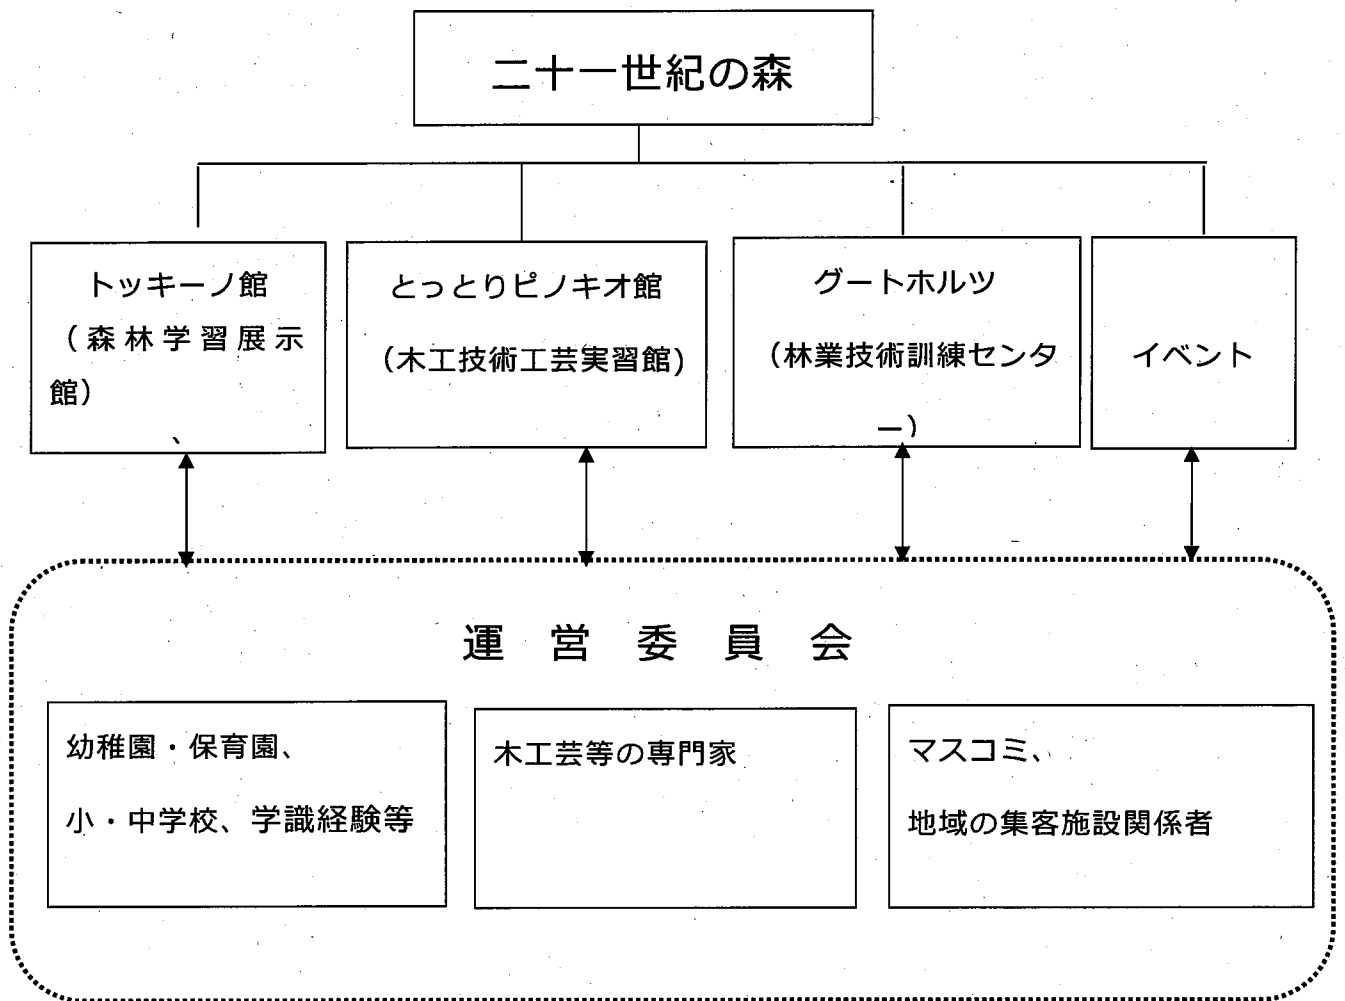 二十一世紀の森
トッキーノ館
（森林学習展示
館）
とっとりピノキオ館
（木工技術工芸実習館)
グートホルツ
（林業技術訓練センタ
ー）
イベント
運営委員会
幼稚園・保育園、
小・中学校、学識経験等
木工芸等の専門家
マスコミ、
地域の集客施設関係者